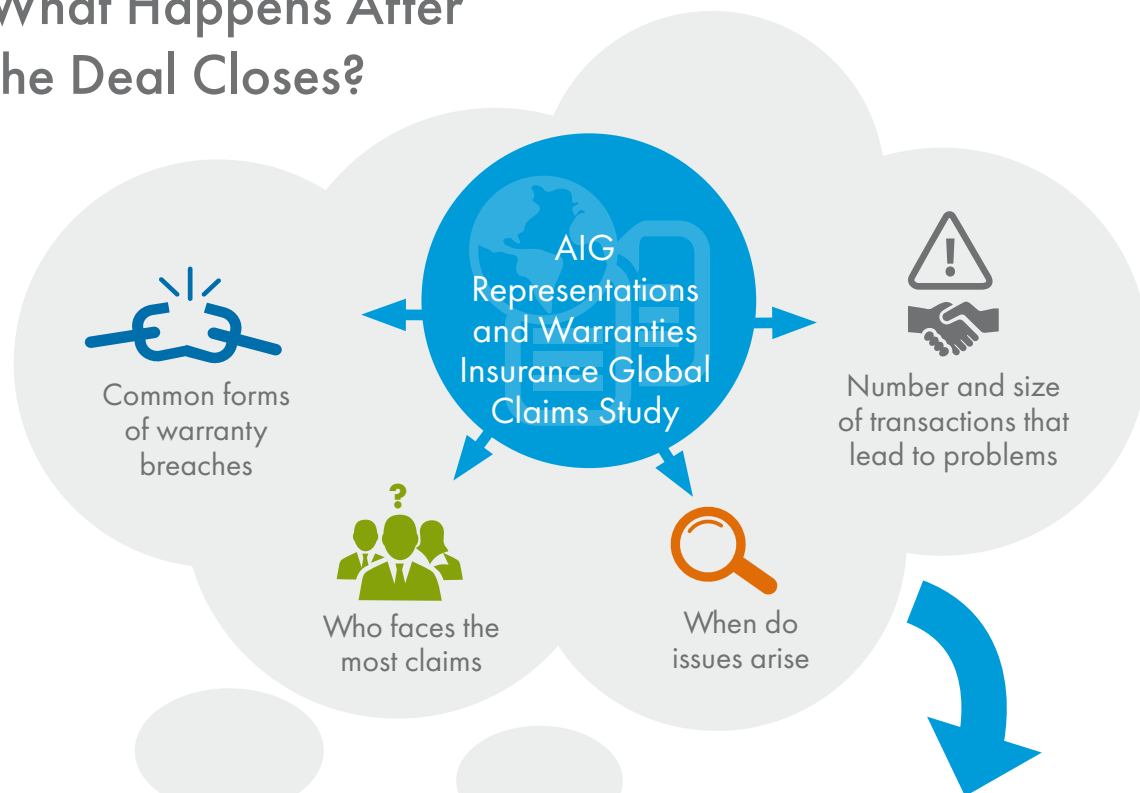 What Happens After
he Deal Closes?
AIG
Representations
and Warranties
Insurance Global
Claims Study
Common forms
of warranty
breaches
Number and size
of transactions that
lead to problems
?
Who faces the
most claims
When do
issues arise